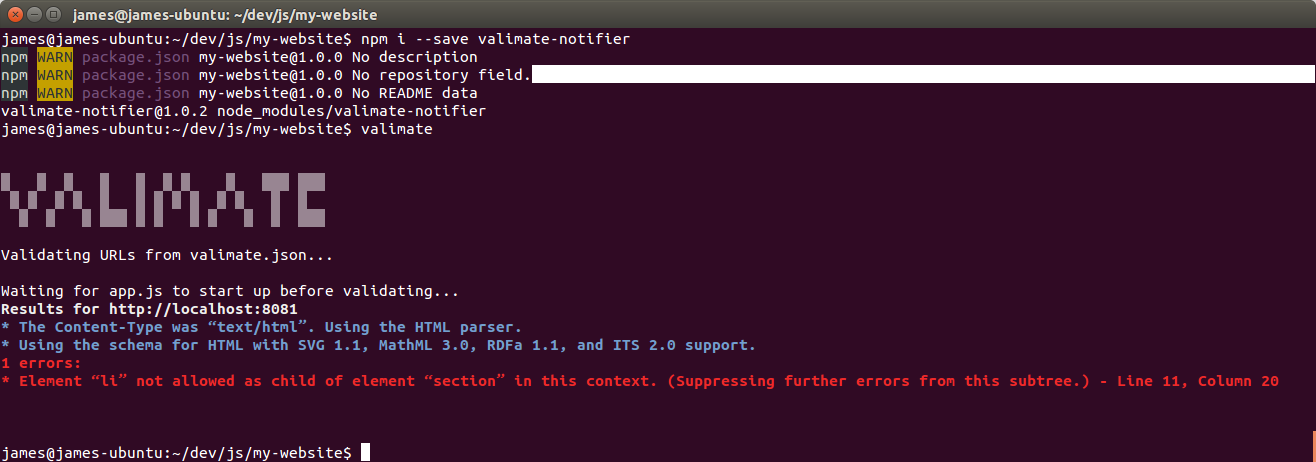 james@james-ubuntu: ~/dev/js/my-website
james@james-ubuntu:~/dev/js/my-website$ npm i --save valimate-notifier
npm WARN package.json my-website@1.0.0 No description
npm WARN package.json my-website@1.0.0 No repository field.
npm WARN package.json my-website@1.0.0 No README data
valimate-notifier@1.0.2 node_modules/valimate-notifier
james@james-ubuntu:~/dev/js/my-website$ valimate
VALIMATE
Validating URLs from valimate.json...
Waiting for app.js to start up before validating...
Results for http://localhost:8081
* The Content-Type was “text/html”. Using the HTML parser.
* Using the schema for HTML with SVG 1.1, MathML 3.0, RDFa 1.1, and ITS 2.0 support.
1 errors:
* Element “li” not allowed as child of element “section” in this context. (Suppressing further errors from this subtree.) - Line 11, Column 20
james@james-ubuntu:~/dev/js/my-website$